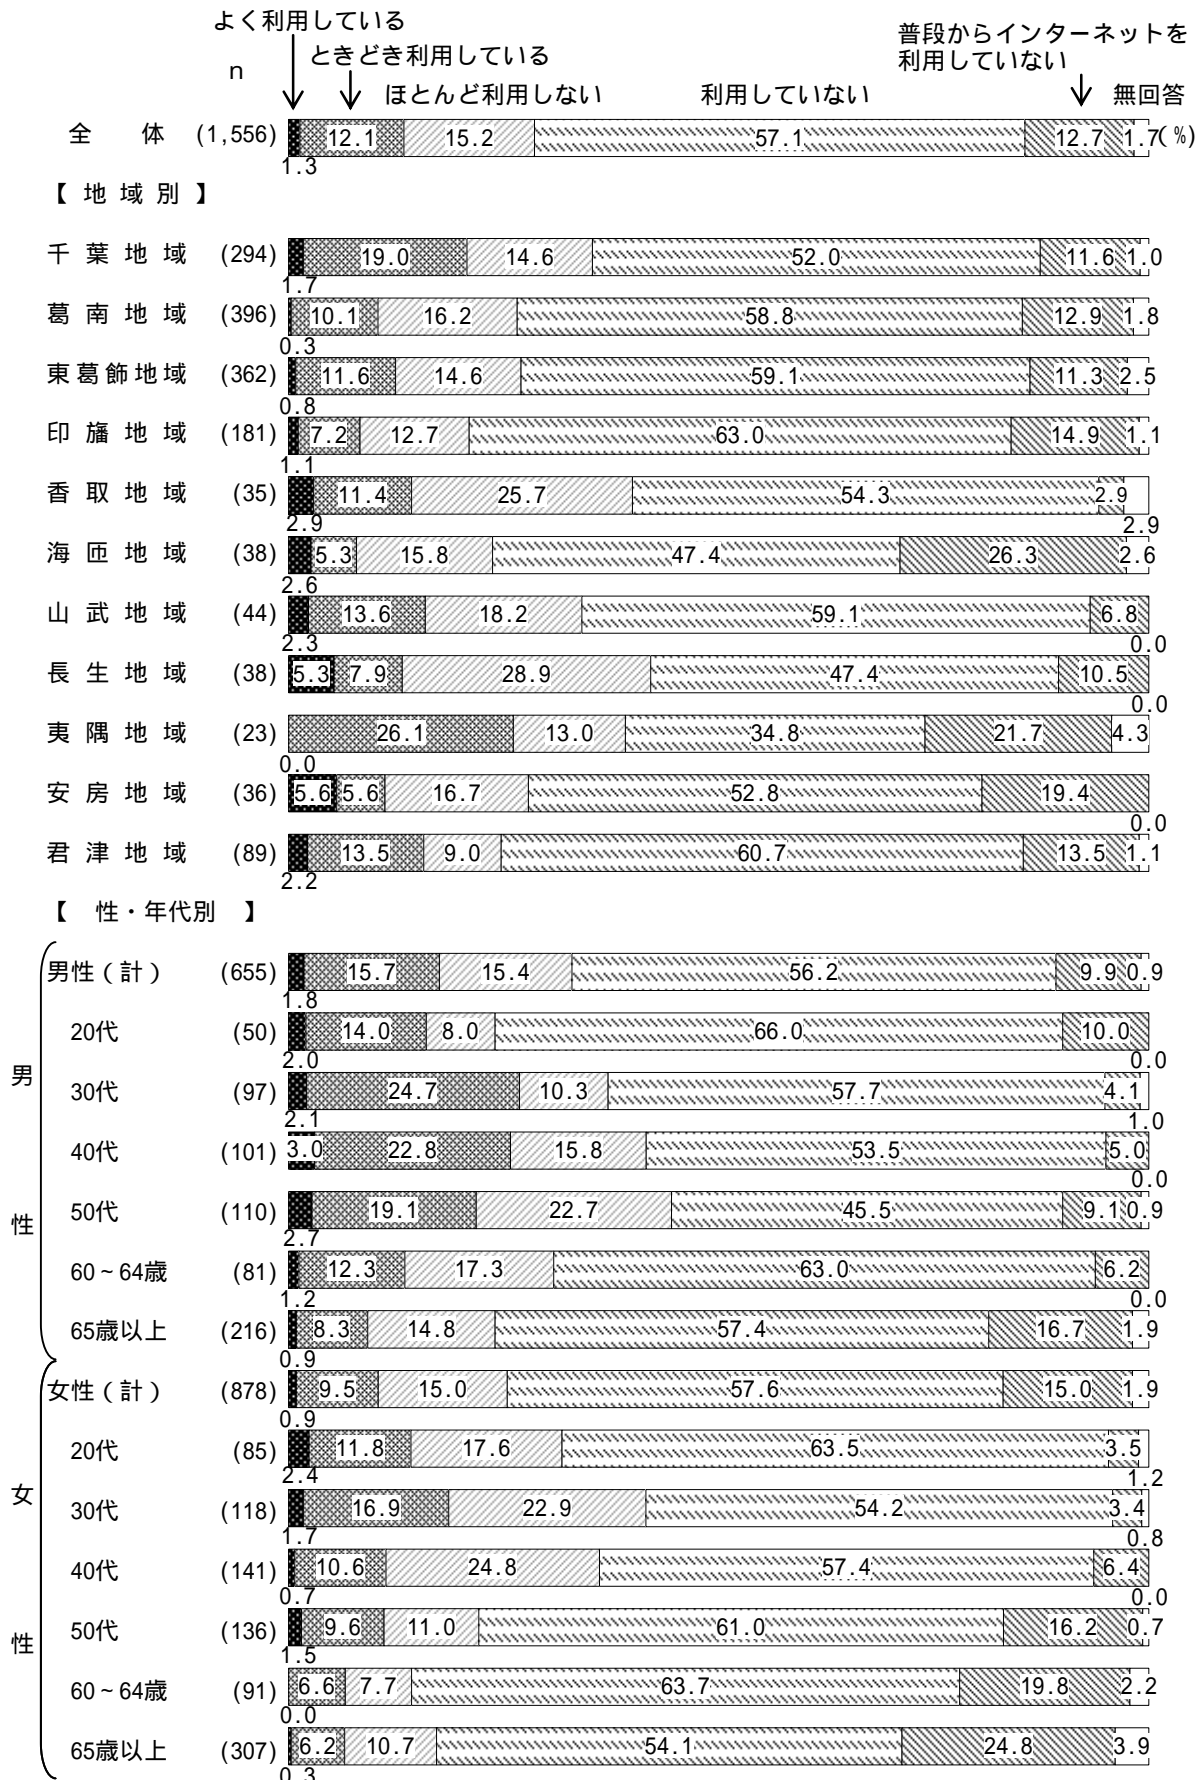 よく利用している
ときどき利用している
普段からインターネットを
利用していない
n
ほとんど利用しない 利用していない 無回答
全体 (1,556) 12.1 15.2 57.1 12.7 1.7 (%)
1.3
【地域別】
千葉地域 (294) 19.0 14.6 52.0 11.6 1.0
1.7
葛南地域 (396) 10.1 16.2 58.8 12.9 1.8
0.3
東葛飾地域 (362) 11.6 14.6 59.1 11.3 2.5
0.8
印旛地域 (181) 7.2 12.7 63.0 14.9 1.1
1.1
香取地域 (35) 11.4 25.7 54.3 2.9
2.9 2.9
海匝地域 (38) 5.3 15.8 47.4 26.3 2.6
2.6
山武地域 (44) 13.6 18.2 59.1 6.8
2.3 0.0
長生地域 (38) 5.3 7.9 28.9 47.4 10.5
0.0
夷隅地域 (23) 26.1 13.0 34.8 21.7 4.3
0.0
安房地域 (36) 5.6 5.6 16.7 52.8 19.4
0.0
君津地域 (89) 13.5 9.0 60.7 13.5 1.1
2.2
【性・年代別】
男性(計) (655) 15.7 15.4 56.2 9.9 0.9
1.8
20代 (50) 14.0 8.0 66.0 10.0
2.0 0.0
男
30代 (97) 24.7 10.3 57.7 4.1
2.1 1.0
40代 (101) 3.0 22.8 15.8 53.5 5.0
0.0
性
50代 (110) 19.1 22.7 45.5 9.1 0.9
2.7
60~64歳 (81) 12.3 17.3 63.0 6.2
1.2 0.0
65歳以上 (216) 8.3 14.8 57.4 16.7 1.9
0.9
女性(計) (878) 9.5 15.0 57.6 15.0 1.9
0.9
20代 (85) 11.8 17.6 63.5 3.5
2.4 1.2
女
30代 (118) 16.9 22.9 54.2 3.4
1.7 0.8
40代 (141) 10.6 24.8 57.4 6.4
0.7 0.0
性
50代 (136) 9.6 11.0 61.0 16.2 0.7
1.5
60~64歳 (91) 6.6 7.7 63.7 19.8 2.2
0.0
65歳以上 (307) 6.2 10.7 54.1 24.8 3.9
0.3